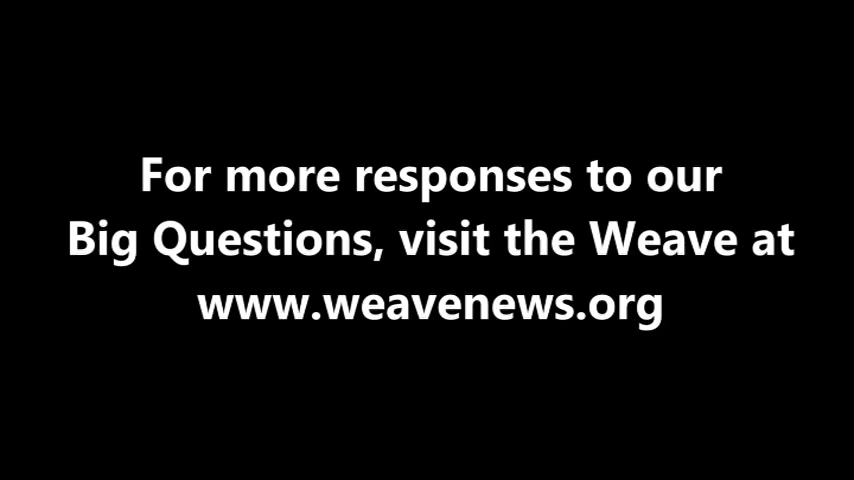 For more responses to our
Big Questions, visit the Weave at
www.weavenews.org